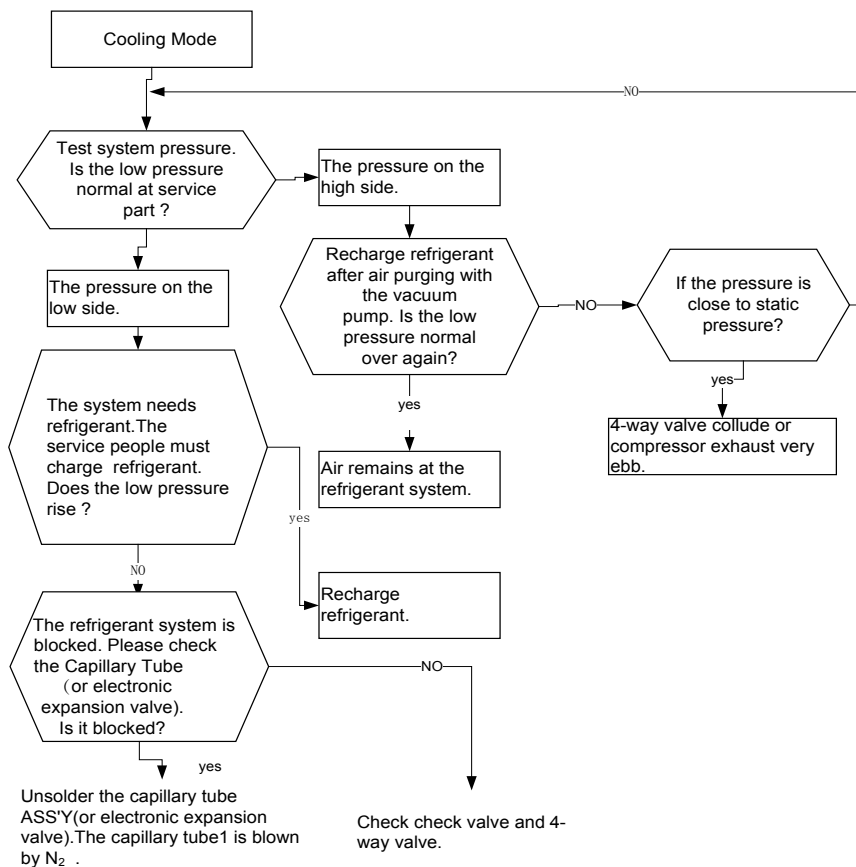 Cooling Mode
NO
Test system pressure.
Is the low pressure
normal at service
part ?
The pressure on the
high side.
The pressure on the
low side.
Recharge refrigerant
after air purging with
the vacuum
pump. Is the low
pressure normal
over again?
NO
If the pressure is
close to static
pressure?
yes
yes
4-way valve collude or
compressor exhaust very
ebb.
The system needs
refrigerant.The
service people must
charge refrigerant.
Does the low pressure
rise ?
Air remains at the
refrigerant system.
yes
NO
Recharge
refrigerant.
The refrigerant system is
blocked. Please check
the Capillary Tube
（or electronic
expansion valve).
Is it blocked?
NO
yes
Unsolder the capillary tube
ASS'Y(or electronic expansion
valve).The capillary tube1 is blown
by N₂ .
Check check valve and 4-
way valve.